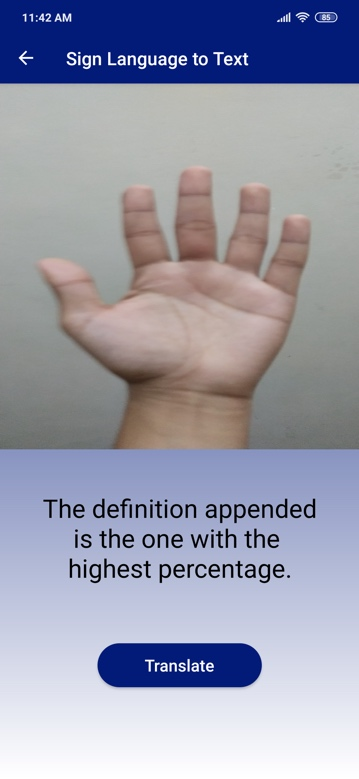 11:42 AM
85
Sign Language to Text
The definition appended
is the one with the
highest percentage.
Translate